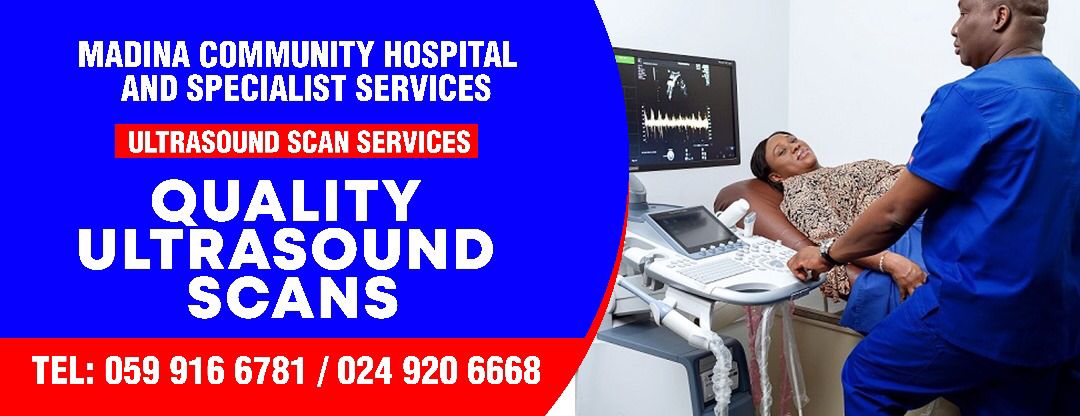 MADINA COMMUNITY HOSPITAL
AND SPECIALIST SERVICES
ULTRASOUND SCAN SERVICES
QUALITY
ULTRASOUND
SCANS
TEL: 059 916 6781 / 024 920 6668